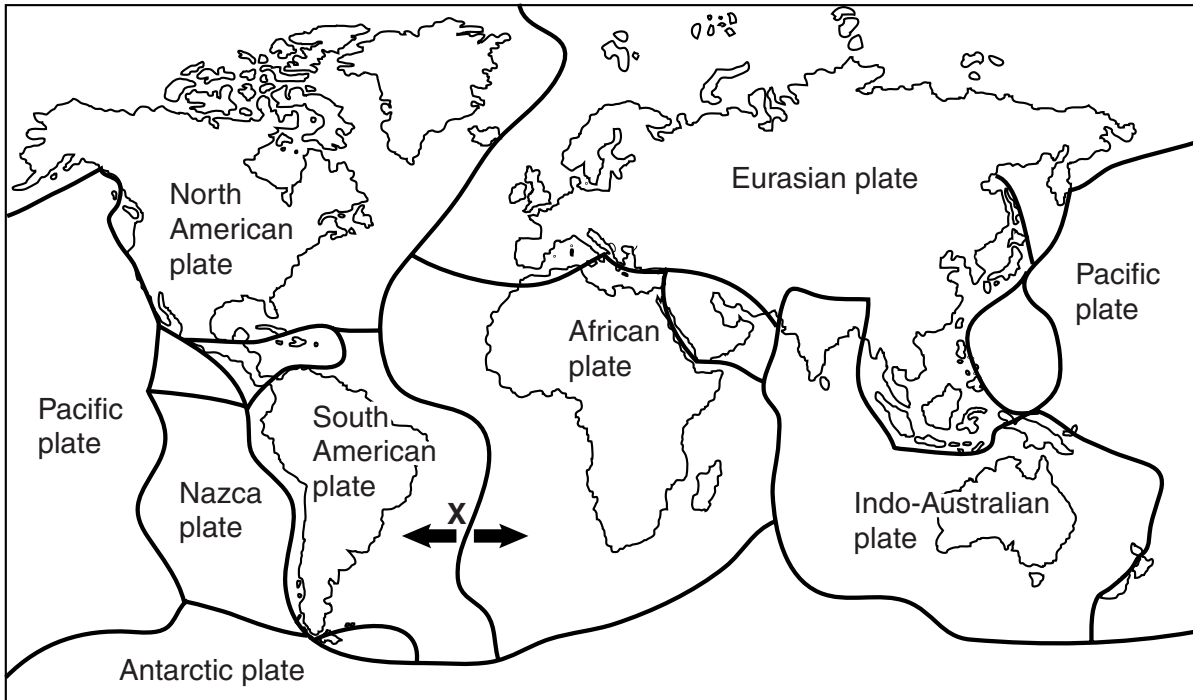 North
American
plate
Eurasian plate
Pacific
plate
African
plate
Pacific
plate
South
American
plate
Nazca
plate
X
Indo-Australian
plate
Antarctic plate